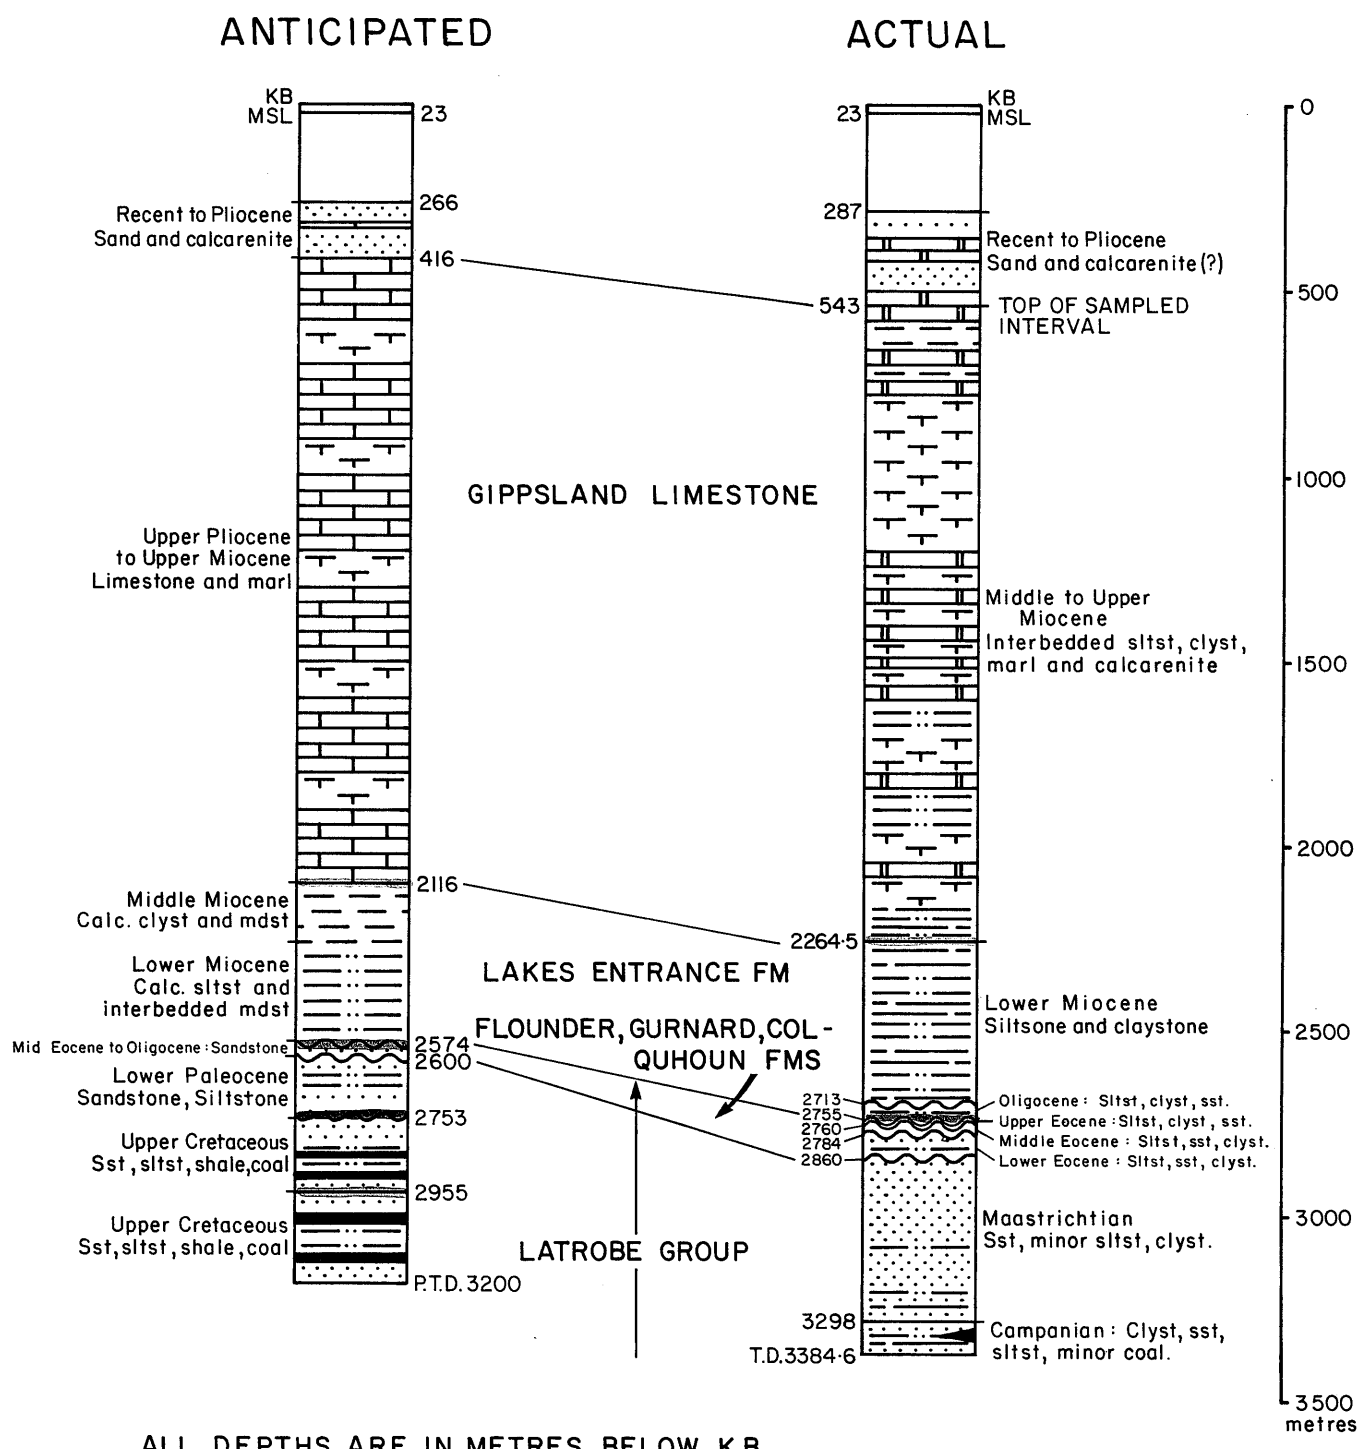 ANTICIPATED
ACTUAL
KB
MSL
23
266
Recent to Pliocene
Sand and calcarenite
416
Upper Pliocene
to Upper Miocene
Limestone and marl
2116
Middle Miocene
Calc. clyst and mdst
Lower Miocene
Calc. sltst and
interbedded mdst
Mid Eocene to Oligocene : Sandstone
2574
2600
Lower Paleocene
Sandstone, Siltstone
2753
Upper Cretaceous
Sst, sltst, shale, coal
2955
Upper Cretaceous
Sst, sltst, shale, coal
P.T.D. 3200
GIPPSLAND LIMESTONE
LAKES ENTRANCE FM
FLOUNDER, GURNARD, COL-
QUHOUN FMS
LATROBE GROUP
KB
23 MSL
287
Recent to Pliocene
Sand and calcarenite (?)
543 TOP OF SAMPLED
INTERVAL
Middle to Upper
Miocene
Interbedded sltst, clyst,
marl and calcarenite
2264·5
Lower Miocene
Siltsone and claystone
2713
2755
2760
2784
2860
Oligocene : Sltst, clyst, sst.
Upper Eocene : Sltst, clyst, sst.
Middle Eocene : Sltst, sst, clyst.
Lower Eocene : Sltst, sst, clyst.
Maastrichtian
Sst, minor sltst, clyst.
3298
Campanian : Clyst, sst,
sltst, minor coal.
T.D. 3384·6
0
500
1000
1500
2000
2500
3000
3500
metres
ALL DEPTHS ARE IN METRES BELOW K.B.